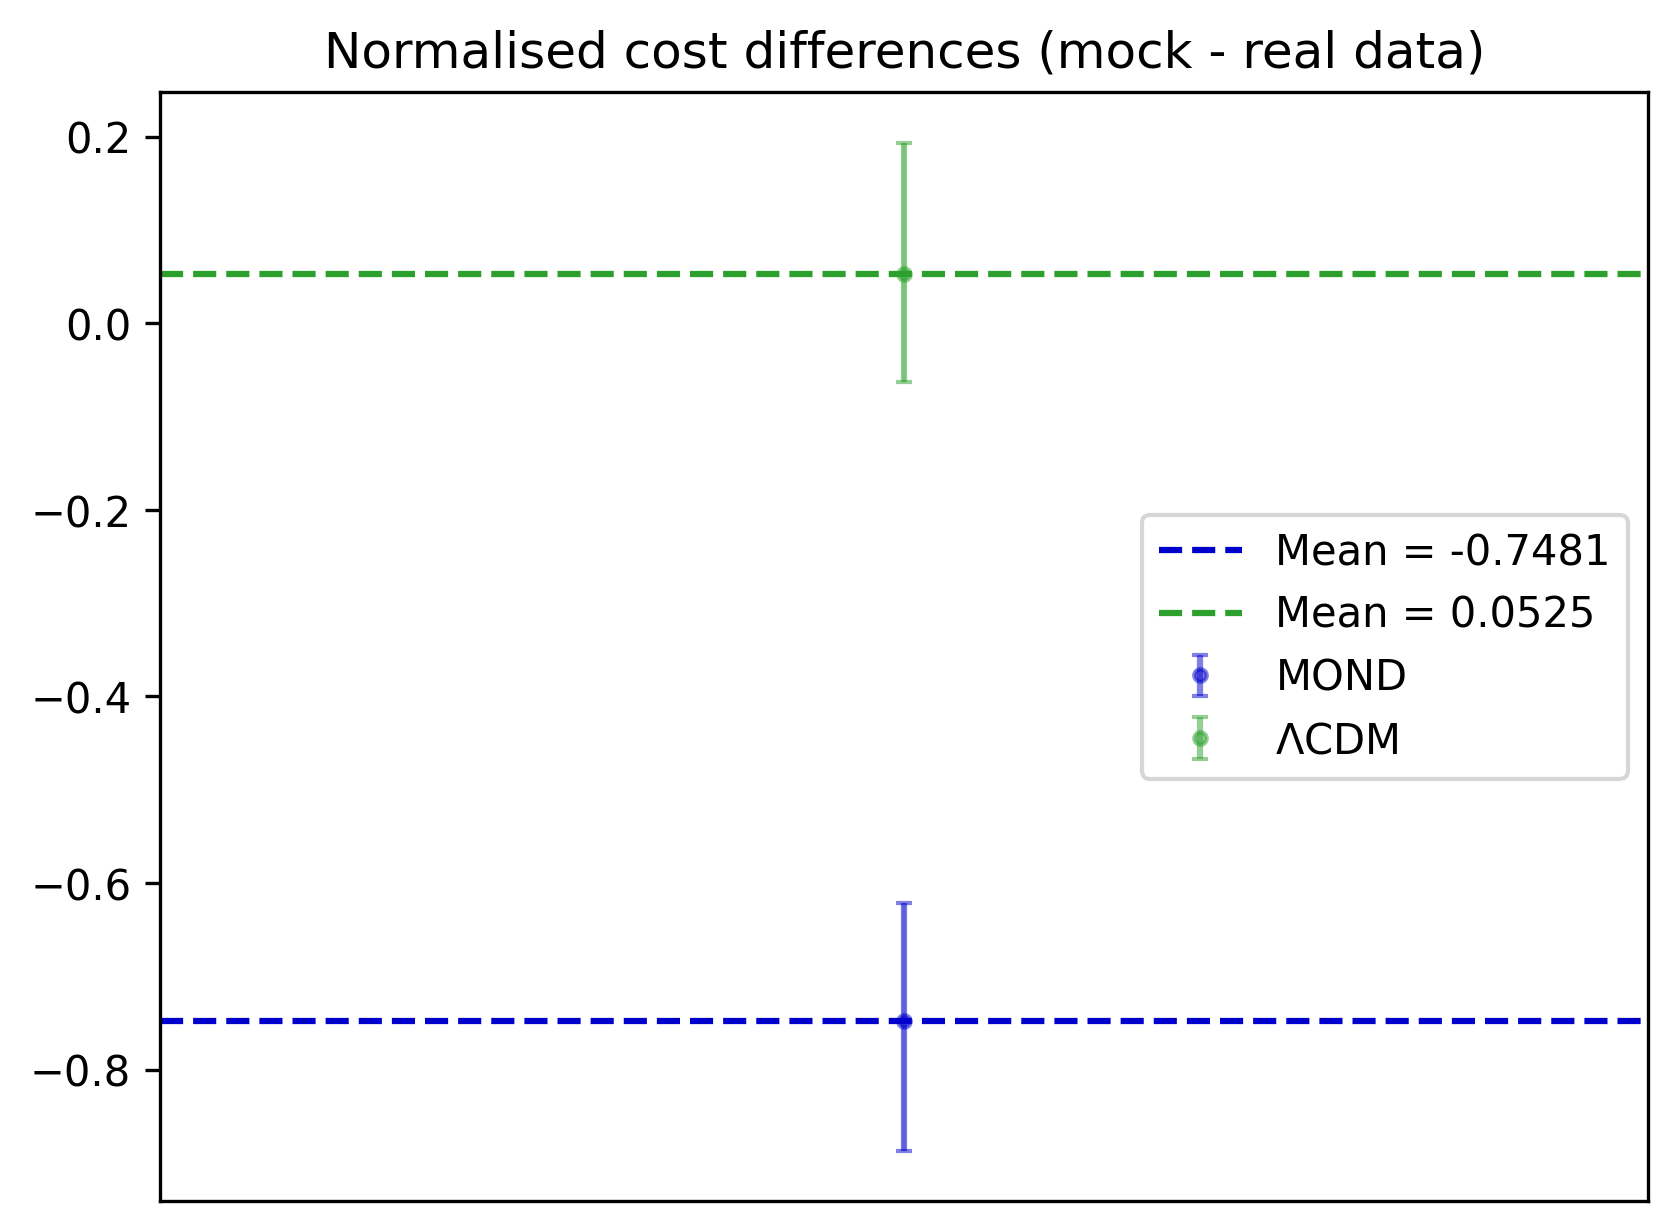 Normalised cost differences (mock - real data)
0.2
0.0
−0.2
−0.4
−0.6
−0.8
Mean = -0.7481
Mean = 0.0525
MOND
ΛCDM